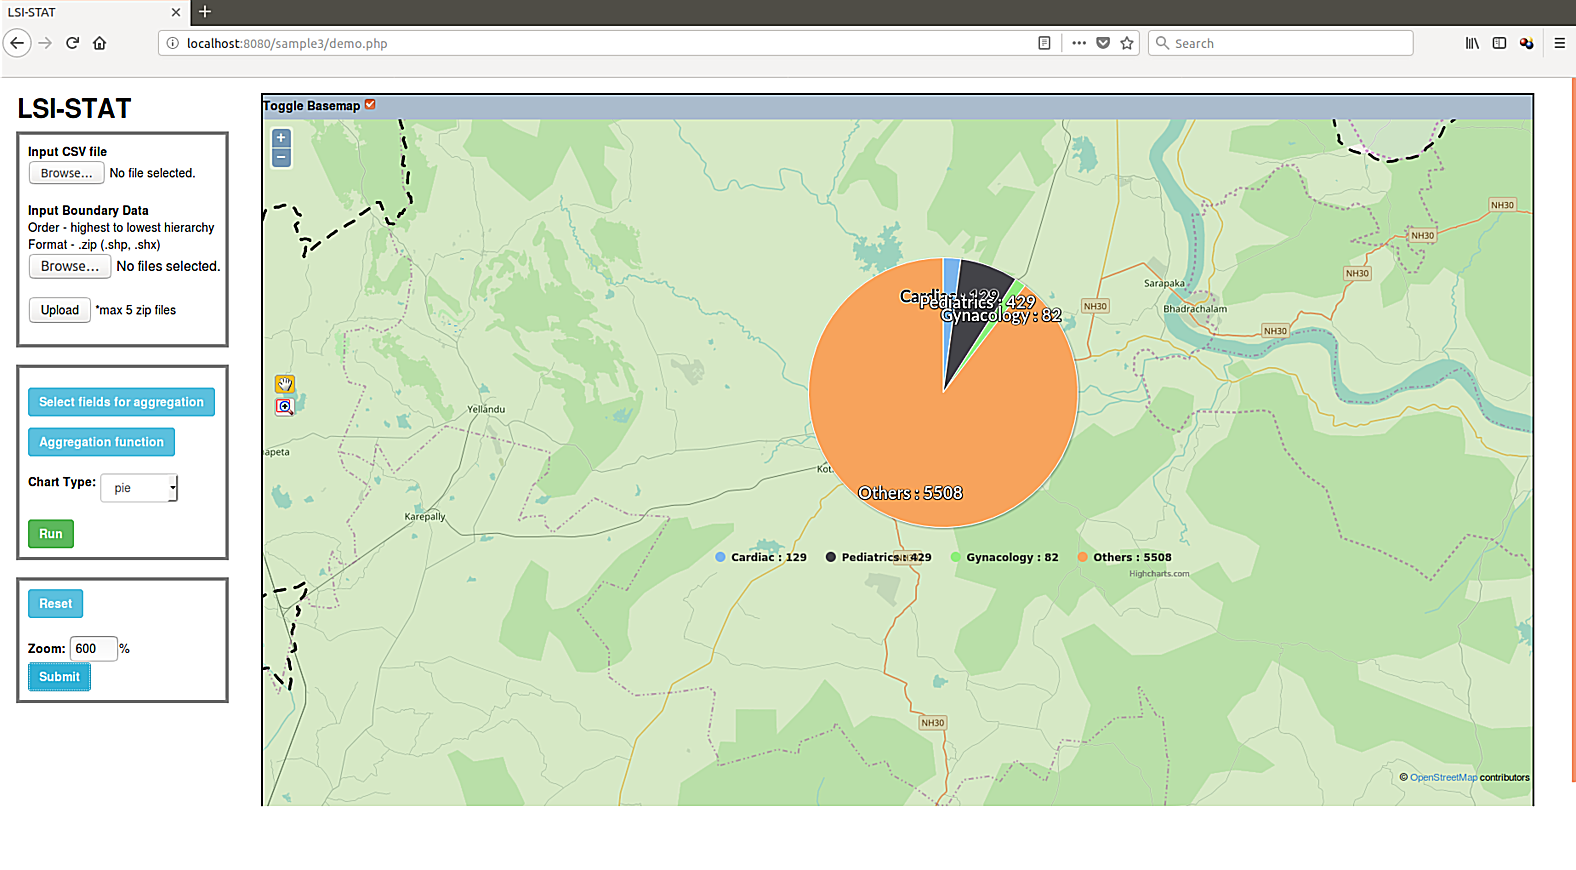 LSI-STAT
localhost:8080/sample3/demo.php
Search
LSI-STAT
Input CSV file
Browse... No file selected.
Input Boundary Data
Order - highest to lowest hierarchy
Format - .zip (.shp, .shx)
Browse... No files selected.
Upload *max 5 zip files
Select fields for aggregation
Aggregation function
Chart Type: pie
Run
Reset
Zoom: 600 %
Submit
Toggle Basemap
+
−
NH30
NH30
NH30
Sarapaka
NH30
Bhadrachalam
NH30
Cardiac : 129
Pediatrics : 429
Gynacology : 82
Yellandu
apeta
Kot
Others : 5508
Karepally
Cardiac : 129 Pediatrics : 429 Gynacology : 82 Others : 5508
Highcharts.com
NH30
© OpenStreetMap contributors